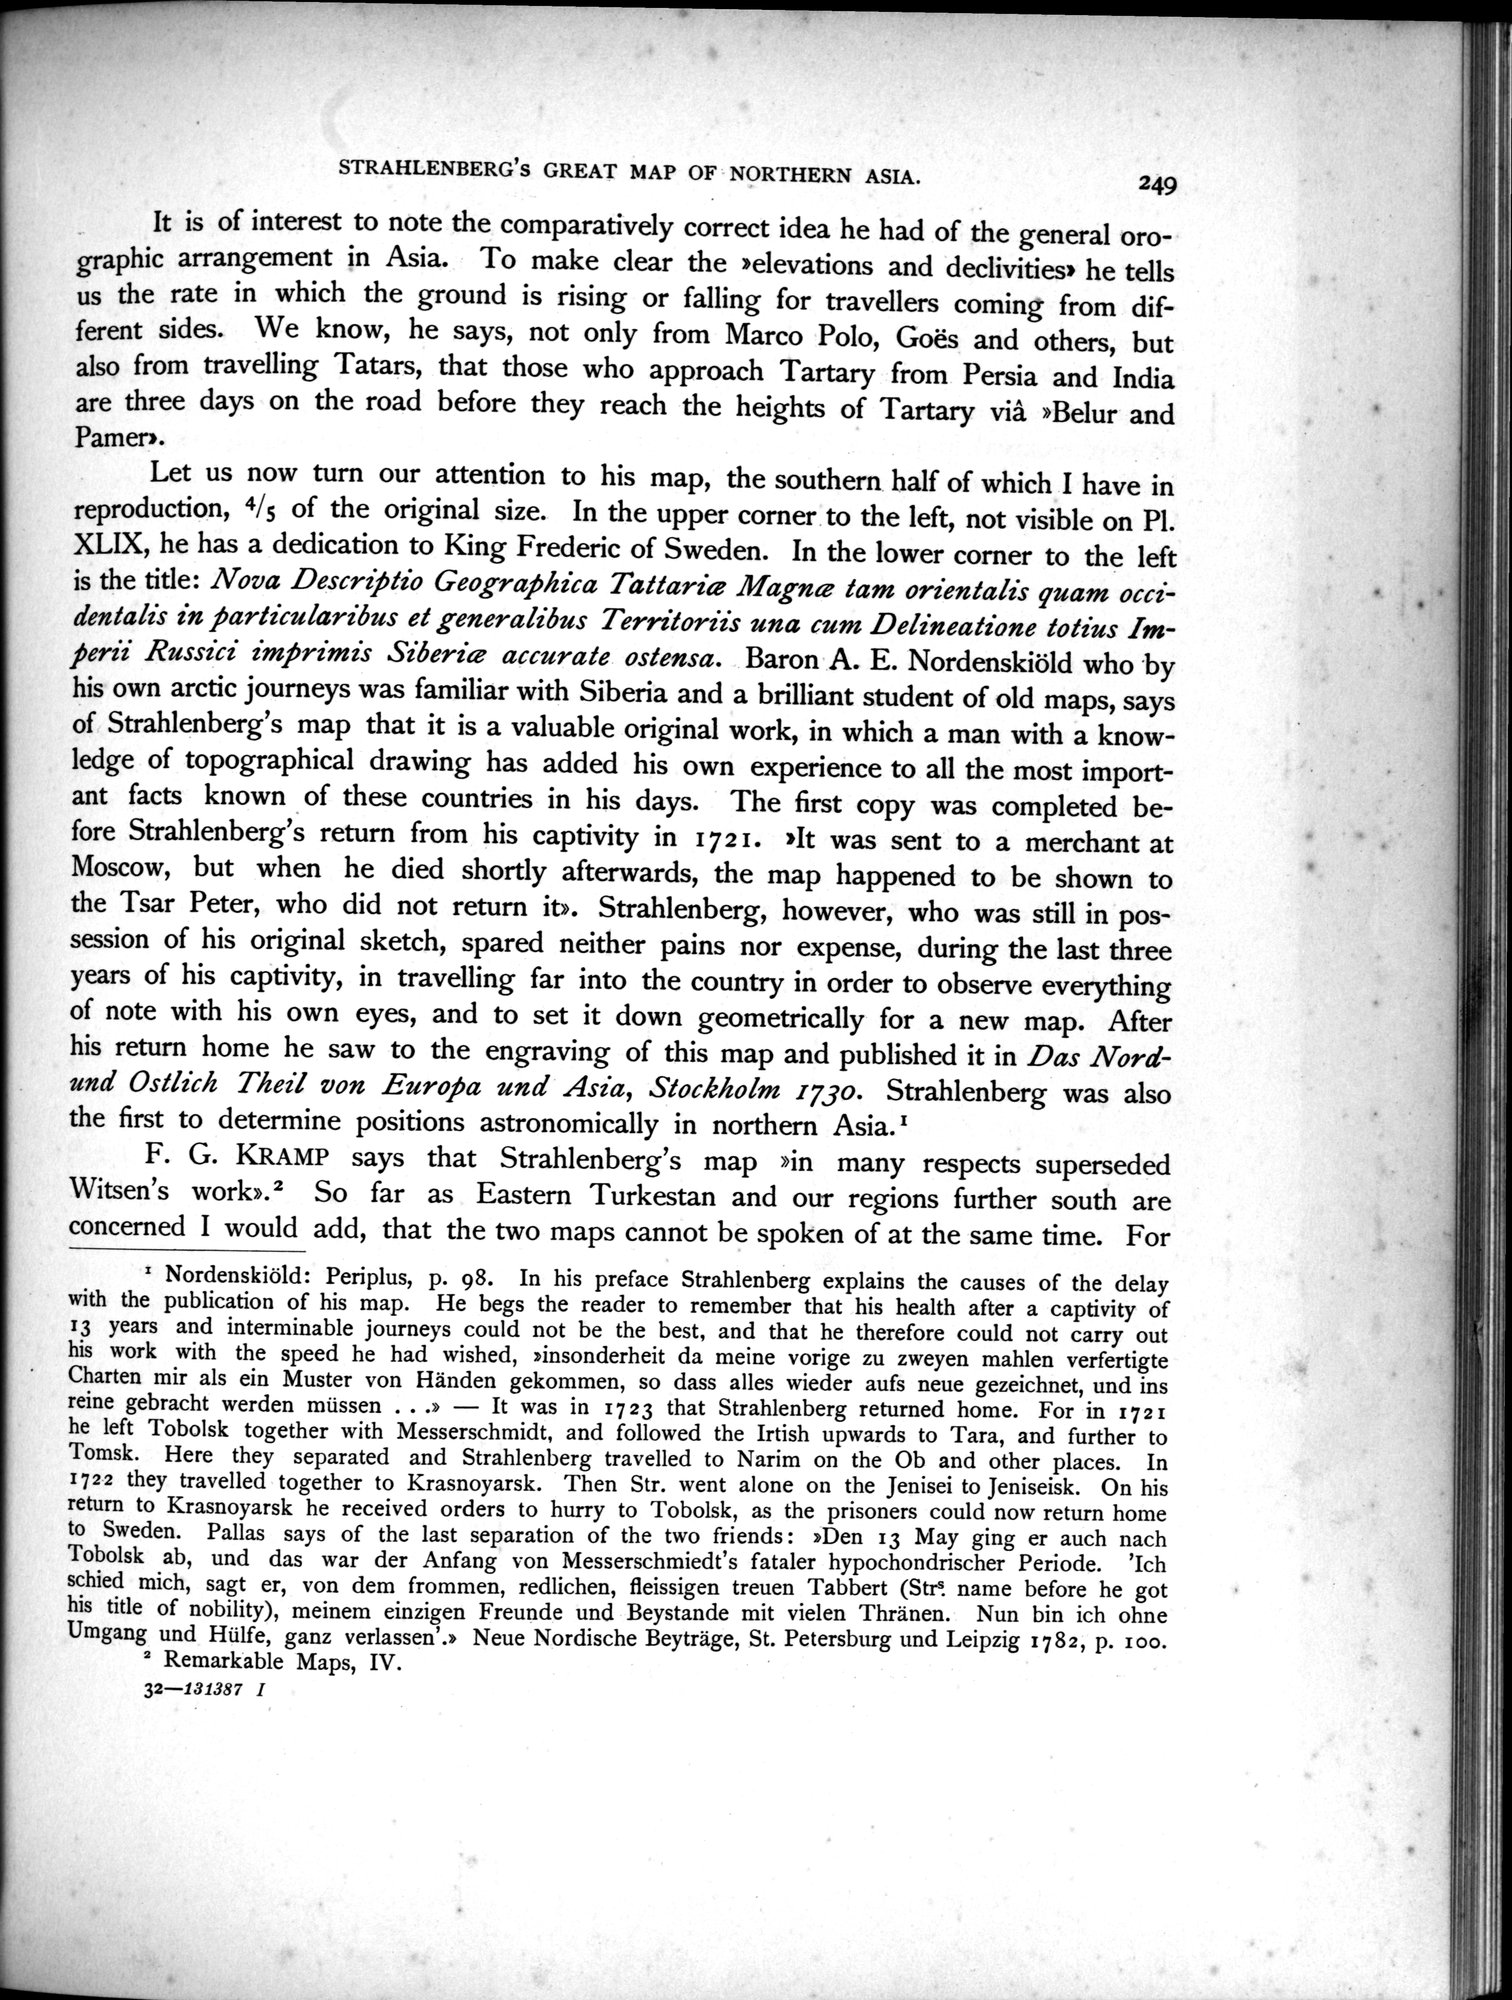 STRAHLENBERG'S GREAT MAP OF NORTHERN ASIA. 249
It is of interest to note the comparatively correct idea he had of the general oro-
graphic arrangement in Asia. To make clear the »elevations and declivities» he tells
us the rate in which the ground is rising or falling for travellers coming from dif-
ferent sides. We know, he says, not only from Marco Polo, Goës and others, but
also from travelling Tatars, that those who approach Tartary from Persia and India
are three days on the road before they reach the heights of Tartary viâ »Belur and
Pamer».
Let us now turn our attention to his map, the southern half of which I have in
reproduction, 4/5 of the original size. In the upper corner to the left, not visible on Pl.
XLIX, he has a dedication to King Frederic of Sweden. In the lower corner to the left
is the title: Nova Descriptio Geographica Tattariæ Magnæ tam orientalis quam occi-
dentalis in particularibus et generalibus Territoriis una cum Delineatione totius Im-
perii Russici imprimis Siberiæ accurate ostensa. Baron A. E. Nordenskiöld who by
his own arctic journeys was familiar with Siberia and a brilliant student of old maps, says
of Strahlenberg's map that it is a valuable original work, in which a man with a know-
ledge of topographical drawing has added his own experience to all the most import-
ant facts known of these countries in his days. The first copy was completed be-
fore Strahlenberg's return from his captivity in 1721. »It was sent to a merchant at
Moscow, but when he died shortly afterwards, the map happened to be shown to
the Tsar Peter, who did not return it». Strahlenberg, however, who was still in pos-
session of his original sketch, spared neither pains nor expense, during the last three
years of his captivity, in travelling far into the country in order to observe everything
of note with his own eyes, and to set it down geometrically for a new map. After
his return home he saw to the engraving of this map and published it in Das Nord-
und Ostlich Theil von Europa und Asia, Stockholm 1730. Strahlenberg was also
the first to determine positions astronomically in northern Asia.¹
F. G. KRAMP says that Strahlenberg's map »in many respects superseded
Witsen's work».² So far as Eastern Turkestan and our regions further south are
concerned I would add, that the two maps cannot be spoken of at the same time. For
¹ Nordenskiöld: Periplus, p. 98. In his preface Strahlenberg explains the causes of the delay
with the publication of his map. He begs the reader to remember that his health after a captivity of
13 years and interminable journeys could not be the best, and that he therefore could not carry out
his work with the speed he had wished, »insonderheit da meine vorige zu zweyen mahlen verfertigte
Charten mir als ein Muster von Händen gekommen, so dass alles wieder aufs neue gezeichnet, und ins
reine gebracht werden müssen . . .» — It was in 1723 that Strahlenberg returned home. For in 1721
he left Tobolsk together with Messerschmidt, and followed the Irtish upwards to Tara, and further to
Tomsk. Here they separated and Strahlenberg travelled to Narim on the Ob and other places. In
1722 they travelled together to Krasnoyarsk. Then Str. went alone on the Jenisei to Jeniseisk. On his
return to Krasnoyarsk he received orders to hurry to Tobolsk, as the prisoners could now return home
to Sweden. Pallas says of the last separation of the two friends: »Den 13 May ging er auch nach
Tobolsk ab, und das war der Anfang von Messerschmiedt's fataler hypochondrischer Periode. 'Ich
schied mich, sagt er, von dem frommen, redlichen, fleissigen treuen Tabbert (Strs. name before he got
his title of nobility), meinem einzigen Freunde und Beystande mit vielen Thränen. Nun bin ich ohne
Umgang und Hülfe, ganz verlassen'.» Neue Nordische Beyträge, St. Petersburg und Leipzig 1782, p. 100.
² Remarkable Maps, IV.
32—131387 I